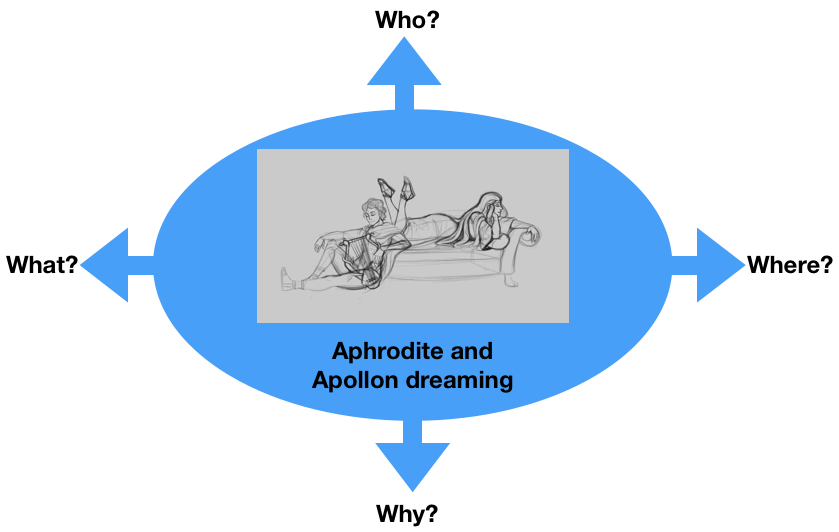 Who?
What?
Where?
Aphrodite and
Apollon dreaming
Why?